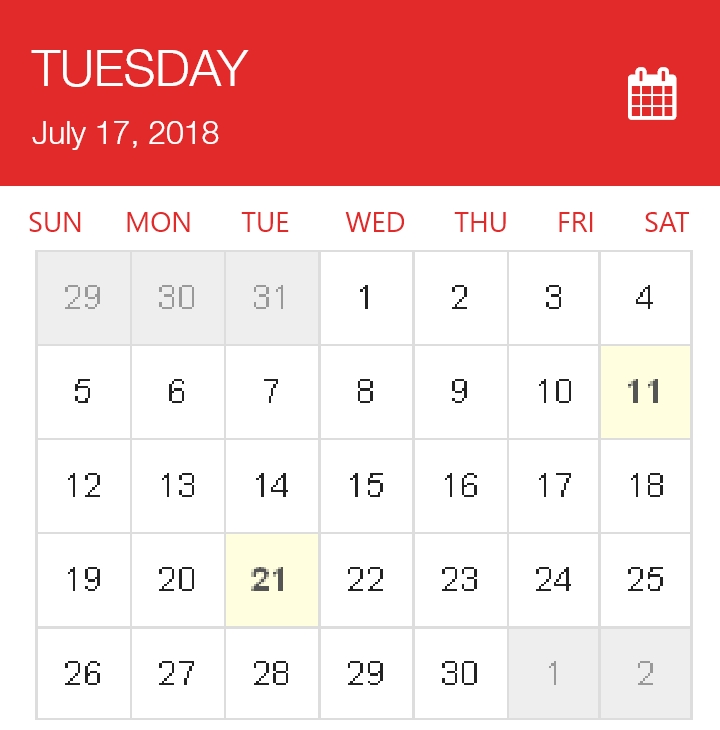 TUESDAY
July 17, 2018
SUN MON TUE WED THU FRI SAT
29 30 31 1 2 3 4
5 6 7 8 9 10 11
12 13 14 15 16 17 18
19 20 21 22 23 24 25
26 27 28 29 30 1 2